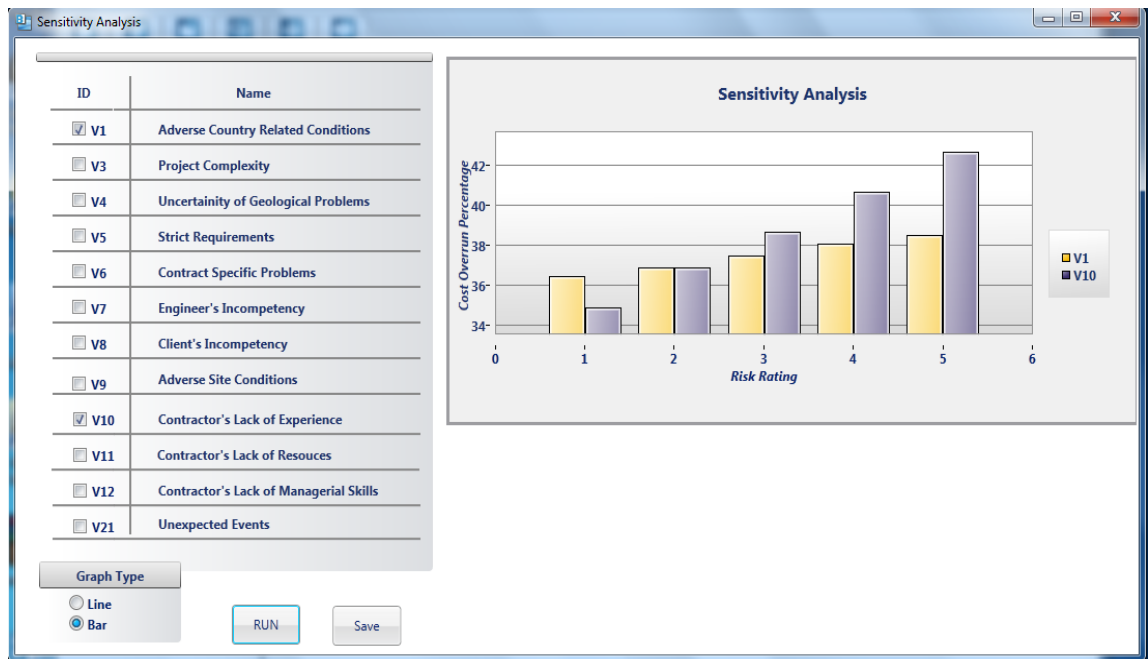 Sensitivity Analysis
ID Name
V1 Adverse Country Related Conditions
V3 Project Complexity
V4 Uncertainity of Geological Problems
V5 Strict Requirements
V6 Contract Specific Problems
V7 Engineer's Incompetency
V8 Client's Incompetency
V9 Adverse Site Conditions
V10 Contractor's Lack of Experience
V11 Contractor's Lack of Resouces
V12 Contractor's Lack of Managerial Skills
V21 Unexpected Events
Graph Type
Line
Bar
RUN
Save
Sensitivity Analysis
Cost Overrun Percentage
42
40
38
36
34
0 1 2 3 4 5 6
Risk Rating
V1
V10